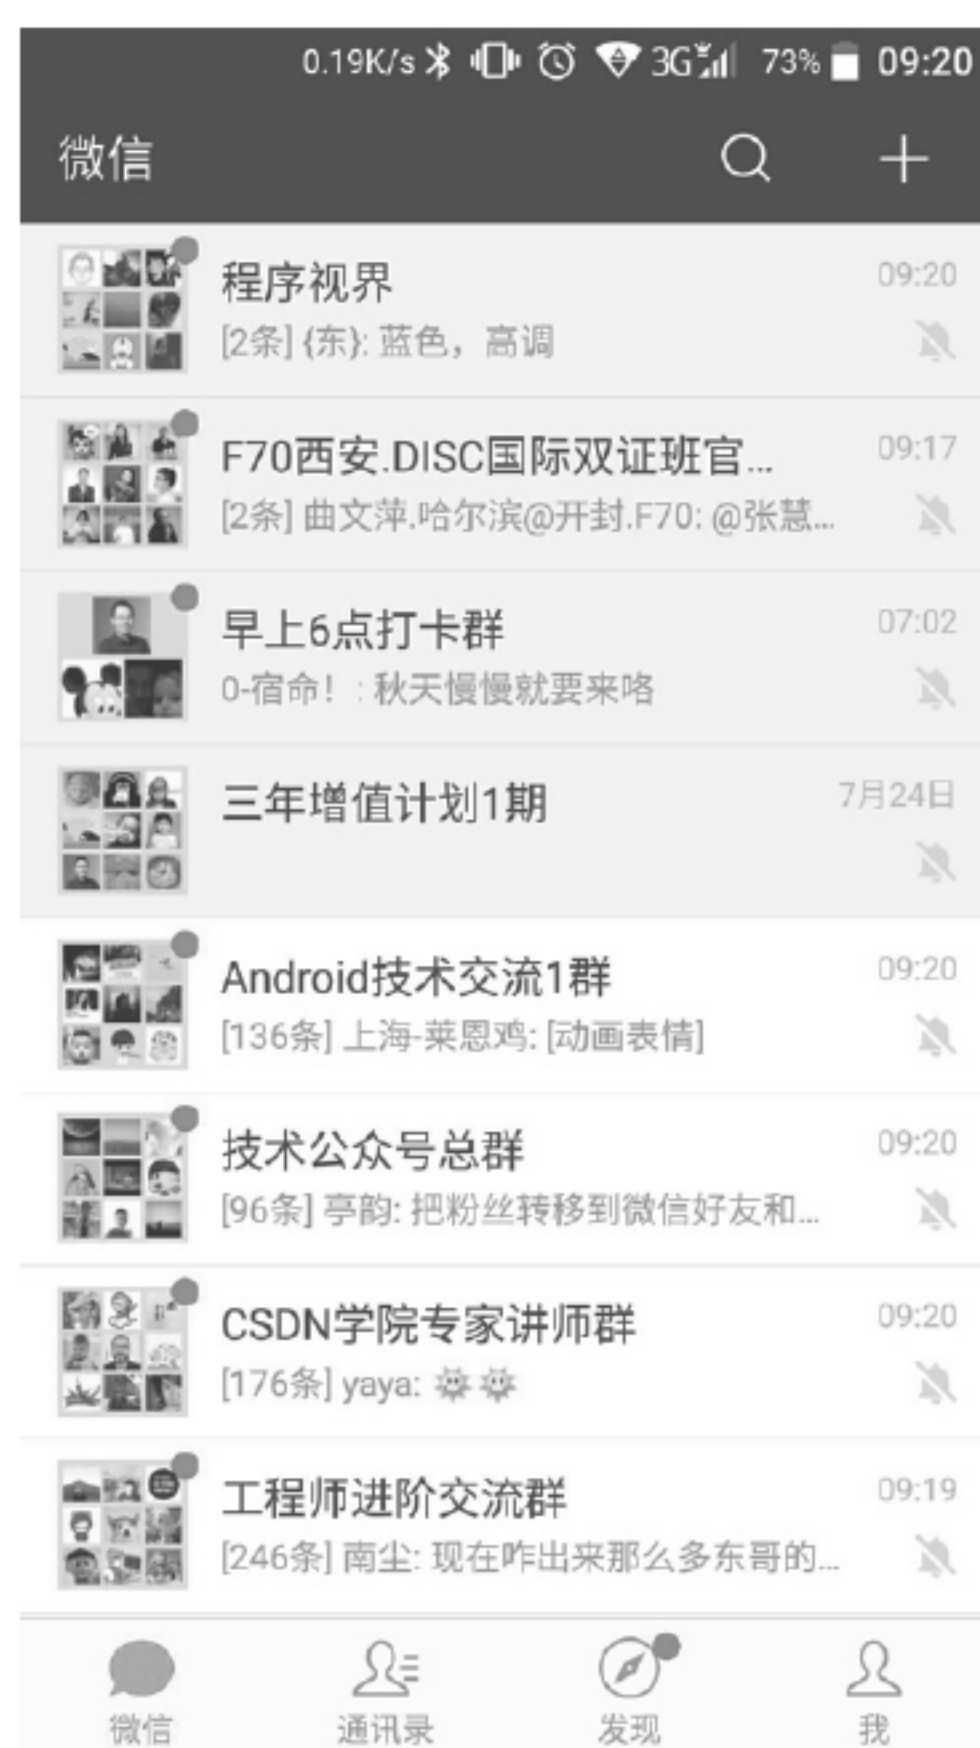 0.19K/s 3G 73% 09:20
微信
程序视界 09:20
[2条] {东}: 蓝色，高调
F70西安.DISC国际双证班官... 09:17
[2条] 曲文萍.哈尔滨@开封.F70: @张慧...
早上6点打卡群 07:02
0-宿命！: 秋天慢慢就要来咯
三年增值计划1期 7月24日
Android技术交流1群 09:20
[136条] 上海-莱恩鸡: [动画表情]
技术公众号总群 09:20
[96条] 亭韵: 把粉丝转移到微信好友和...
CSDN学院专家讲师群 09:20
[176条] yaya:
工程师进阶交流群 09:19
[246条] 南尘: 现在咋出来那么多东哥的...
微信 通讯录 发现 我